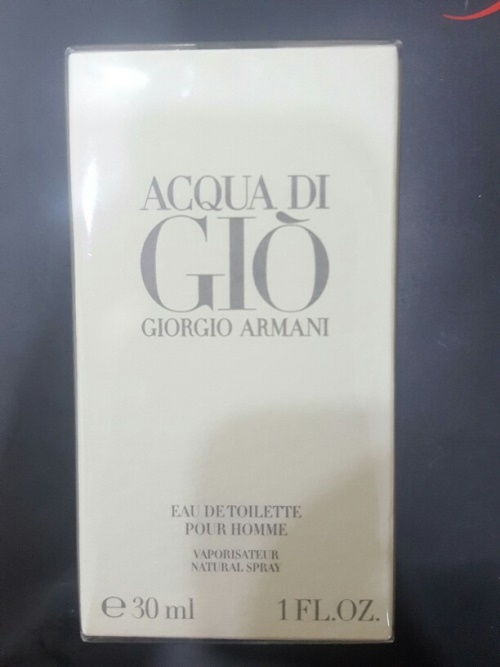 ACQUA DI
GIÒ
GIORGIO ARMANI
EAU DE TOILETTE
POUR HOMME
VAPORISATEUR
NATURAL SPRAY
℮ 30 ml 1 FL.OZ.